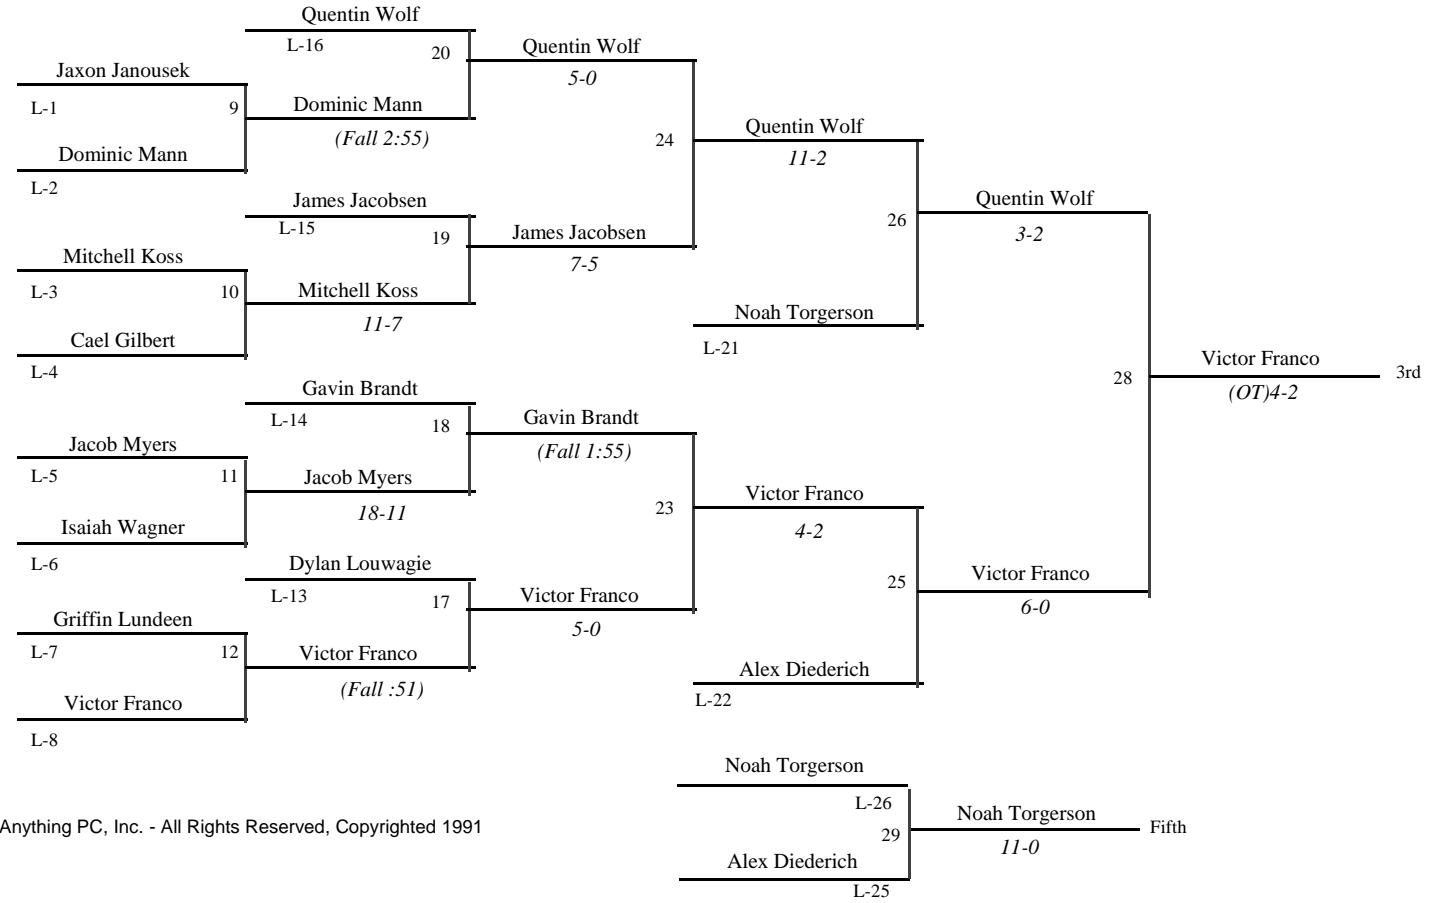 Quentin Wolf
L-16
20
Quentin Wolf
5-0
Jaxon Janousek
L-1
9
Dominic Mann
(Fall 2:55)
Dominic Mann
L-2
24
Quentin Wolf
11-2
James Jacobsen
L-15
19
James Jacobsen
7-5
26
Quentin Wolf
3-2
Mitchell Koss
L-3
10
Mitchell Koss
11-7
Cael Gilbert
L-4
Noah Torgerson
L-21
28
Victor Franco
(OT)4-2
3rd
Gavin Brandt
L-14
18
Gavin Brandt
(Fall 1:55)
Jacob Myers
L-5
11
Jacob Myers
18-11
Isaiah Wagner
L-6
23
Victor Franco
4-2
Dylan Louwagie
L-13
17
Victor Franco
5-0
25
Victor Franco
6-0
Griffin Lundeen
L-7
12
Victor Franco
(Fall :51)
Victor Franco
L-8
Alex Diederich
L-22
Noah Torgerson
L-26
29
Noah Torgerson
11-0
Fifth
Alex Diederich
L-25
Anything PC, Inc. - All Rights Reserved, Copyrighted 1991